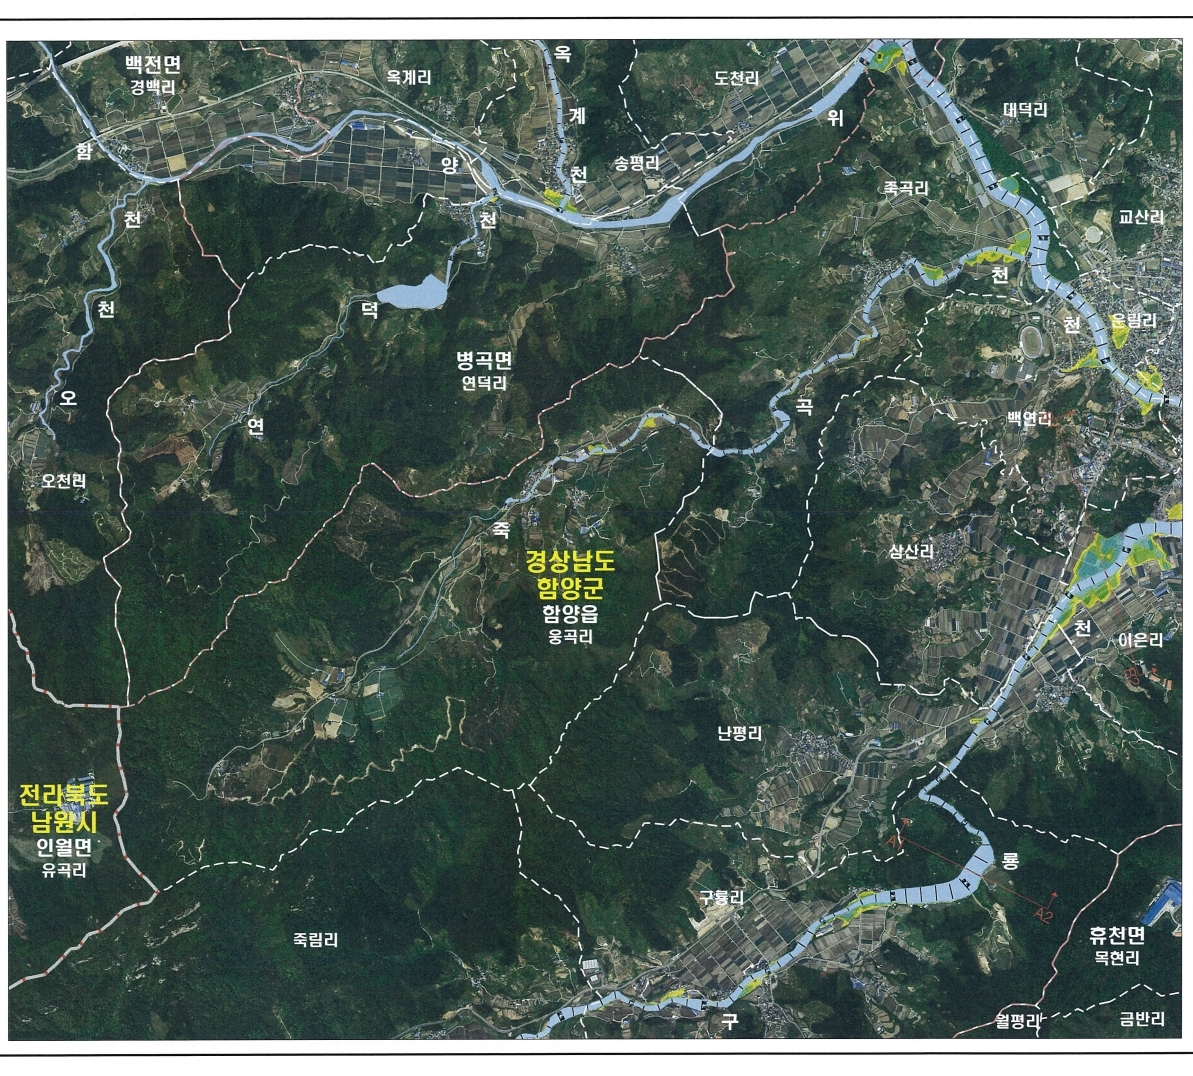 백전면
경백리
옥계리
옥
계
천
도천리
위
대덕리
함
양
송평리
죽곡리
교산리
천
천
천
천
천
운림리
덕
병곡면
연덕리
오
연
곡
백연리
오천리
죽
경상남도
함양군
함양읍
웅곡리
삼산리
천
이은리
난평리
전라북도
남원시
인월면
유곡리
룡
구룡리
A2
죽림리
휴천면
목현리
구
월평리
금반리